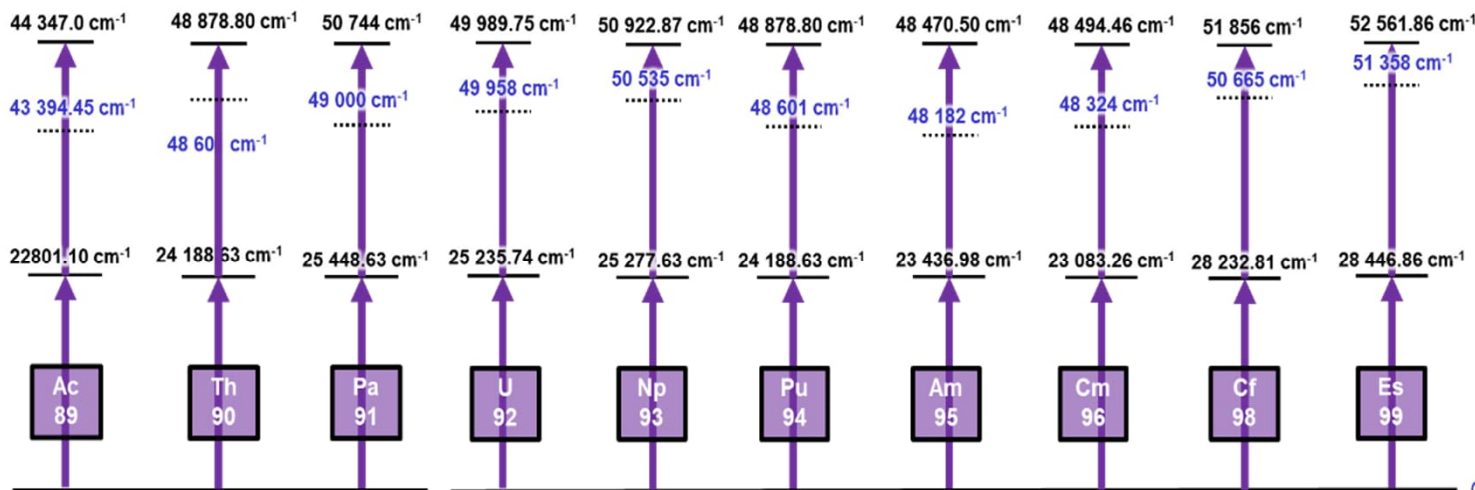 44 347.0 cm⁻¹ 48 878.80 cm⁻¹ 50 744 cm⁻¹ 49 989.75 cm⁻¹ 50 922.87 cm⁻¹ 48 878.80 cm⁻¹ 48 470.50 cm⁻¹ 48 494.46 cm⁻¹ 51 856 cm⁻¹ 52 561.86 cm⁻¹
43 394.45 cm⁻¹ 48 60 cm⁻¹ 49 000 cm⁻¹ 49 958 cm⁻¹ 50 535 cm⁻¹ 48 601 cm⁻¹ 48 182 cm⁻¹ 48 324 cm⁻¹ 50 665 cm⁻¹ 51 358 cm⁻¹
22801.10 cm⁻¹ 24 188.63 cm⁻¹ 25 448.63 cm⁻¹ 25 235.74 cm⁻¹ 25 277.63 cm⁻¹ 24 188.63 cm⁻¹ 23 436.98 cm⁻¹ 23 083.26 cm⁻¹ 28 232.81 cm⁻¹ 28 446.86 cm⁻¹
Ac Th Pa U Np Pu Am Cm Cf Es
89 90 91 92 93 94 95 96 98 99